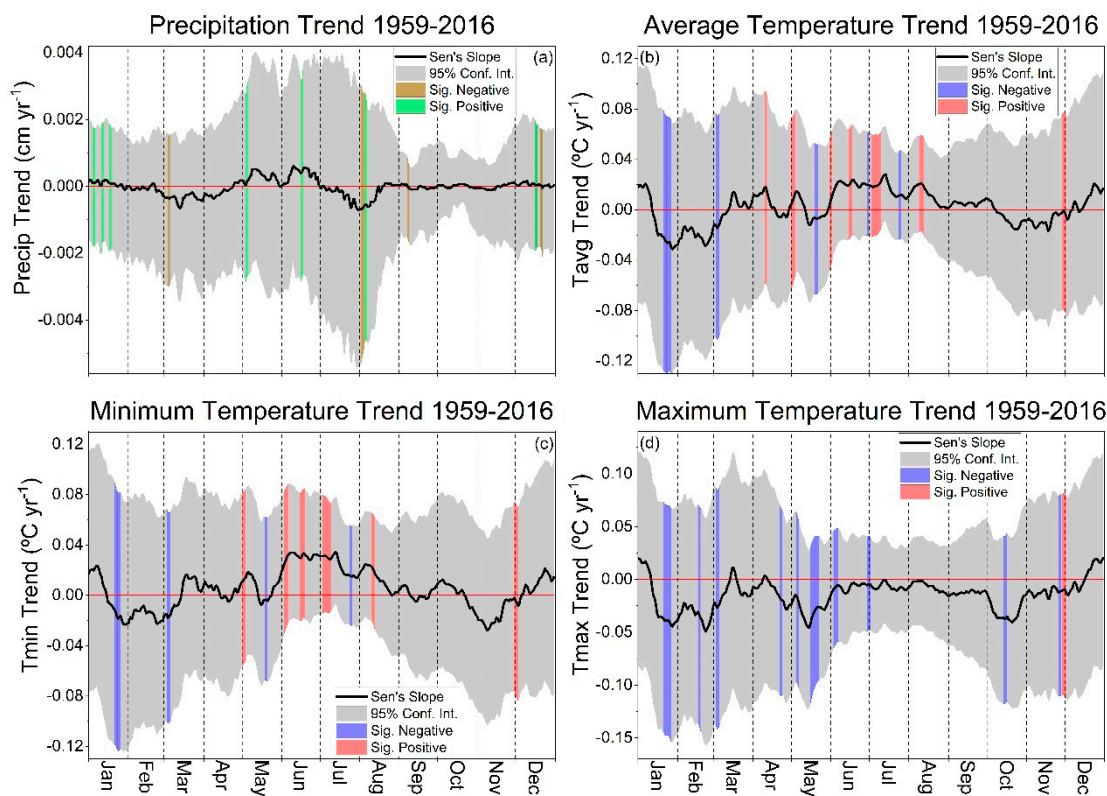 Precipitation Trend 1959-2016
Average Temperature Trend 1959-2016
Precip Trend (cm yr⁻¹)
0.004
0.002
0.000
-0.002
-0.004
Sen's Slope
95% Conf. Int.
Sig. Negative
Sig. Positive
(a)
Tavg Trend (ºC yr⁻¹)
0.12
0.08
0.04
0.00
-0.04
-0.08
-0.12
(b)
Sen's Slope
95% Conf. Int.
Sig. Negative
Sig. Positive
Minimum Temperature Trend 1959-2016
Maximum Temperature Trend 1959-2016
Tmin Trend (ºC yr⁻¹)
0.12
0.08
0.04
0.00
-0.04
-0.08
-0.12
(c)
Sen's Slope
95% Conf. Int.
Sig. Negative
Sig. Positive
Jan
Feb
Mar
Apr
May
Jun
Jul
Aug
Sep
Oct
Nov
Dec
Tmax Trend (ºC yr⁻¹)
0.10
0.05
0.00
-0.05
-0.10
-0.15
(d)
Sen's Slope
95% Conf. Int.
Sig. Negative
Sig. Positive
Jan
Feb
Mar
Apr
May
Jun
Jul
Aug
Sep
Oct
Nov
Dec